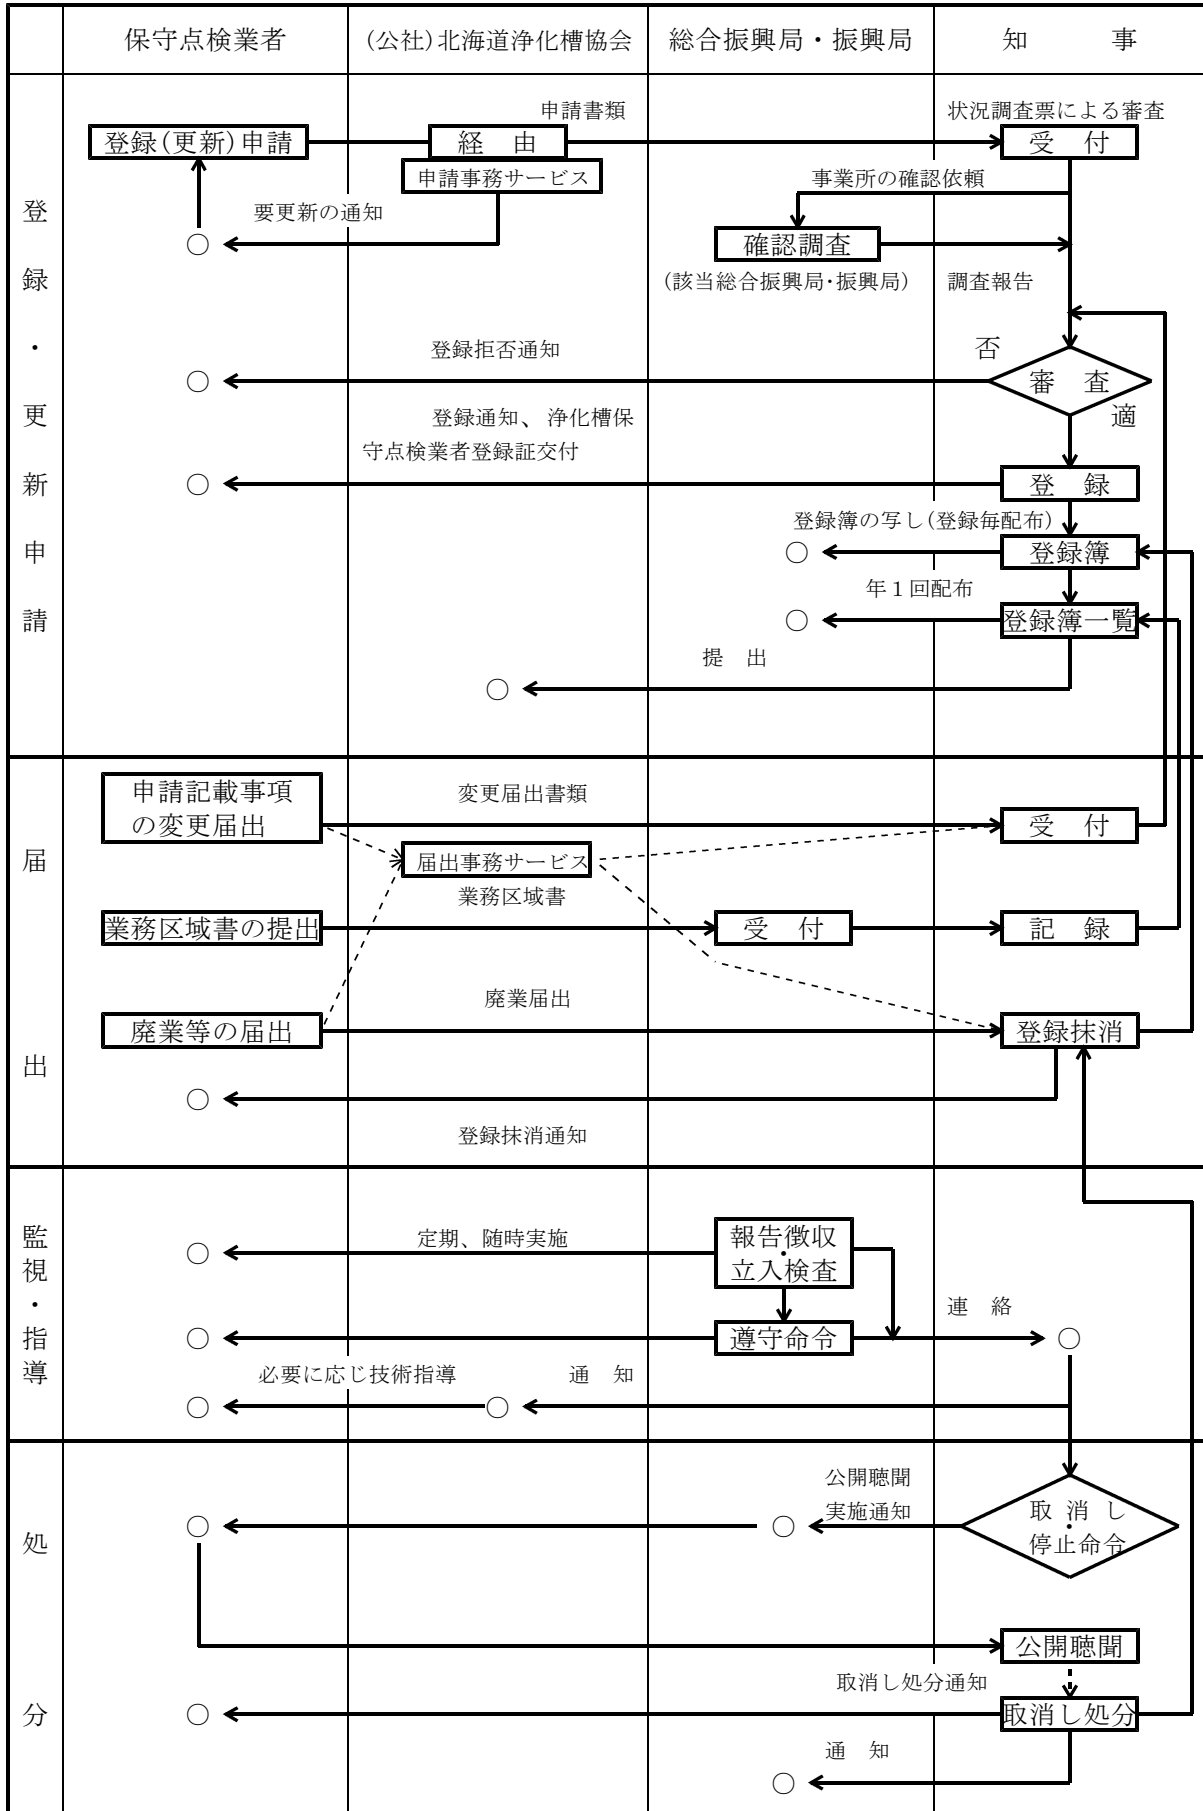 保守点検業者
(公社)北海道浄化槽協会
総合振興局・振興局
知　事
登録・更新申請
申請書類
状況調査票による審査
登録(更新)申請
経　由
受　付
申請事務サービス
事業所の確認依頼
要更新の通知
確認調査
(該当総合振興局・振興局)
調査報告
登録拒否通知
否
審　査
適
登録通知、浄化槽保
守点検業者登録証交付
登　録
登録簿の写し(登録毎配布)
登録簿
年１回配布
登録簿一覧
提　出
届出
申請記載事項
の変更届出
変更届出書類
受　付
届出事務サービス
業務区域書
業務区域書の提出
受　付
記　録
廃業届出
廃業等の届出
登録抹消
登録抹消通知
監視・指導
定期、随時実施
報告徴収
・
立入検査
連　絡
遵守命令
必要に応じ技術指導
通　知
処分
公開聴聞
実施通知
取 消 し
・
停止命令
公開聴聞
取消し処分通知
取消し処分
通　知